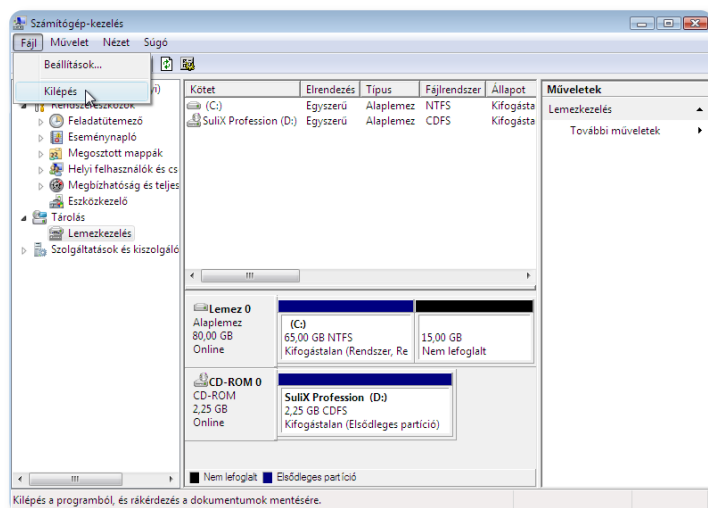 Számítógép-kezelés
Fájl Művelet Nézet Súgó
Beállítások...
Kilépés
Rendszereszközök
Feladatütemező
Eseménynapló
Megosztott mappák
Helyi felhasználók és cs
Megbízhatóság és teljes
Eszközkezelő
Tárolás
Lemezkezelés
Szolgáltatások és kiszolgáló
Kötet Elrendezés Típus Fájlrendszer Állapot
(C:) Egyszerű Alaplemez NTFS Kifogásta
SuliX Profession (D:) Egyszerű Alaplemez CDFS Kifogásta
Műveletek
Lemezkezelés
További műveletek
Lemez 0
Alaplemez
80,00 GB
Online
(C:)
65,00 GB NTFS
Kifogástalan (Rendszer, Re
15,00 GB
Nem lefoglalt
CD-ROM 0
CD-ROM
2,25 GB
Online
SuliX Profession (D:)
2,25 GB CDFS
Kifogástalan (Elsődleges partíció)
Nem lefoglalt Elsődleges partíció
Kilépés a programból, és rákérdezés a dokumentumok mentésére.